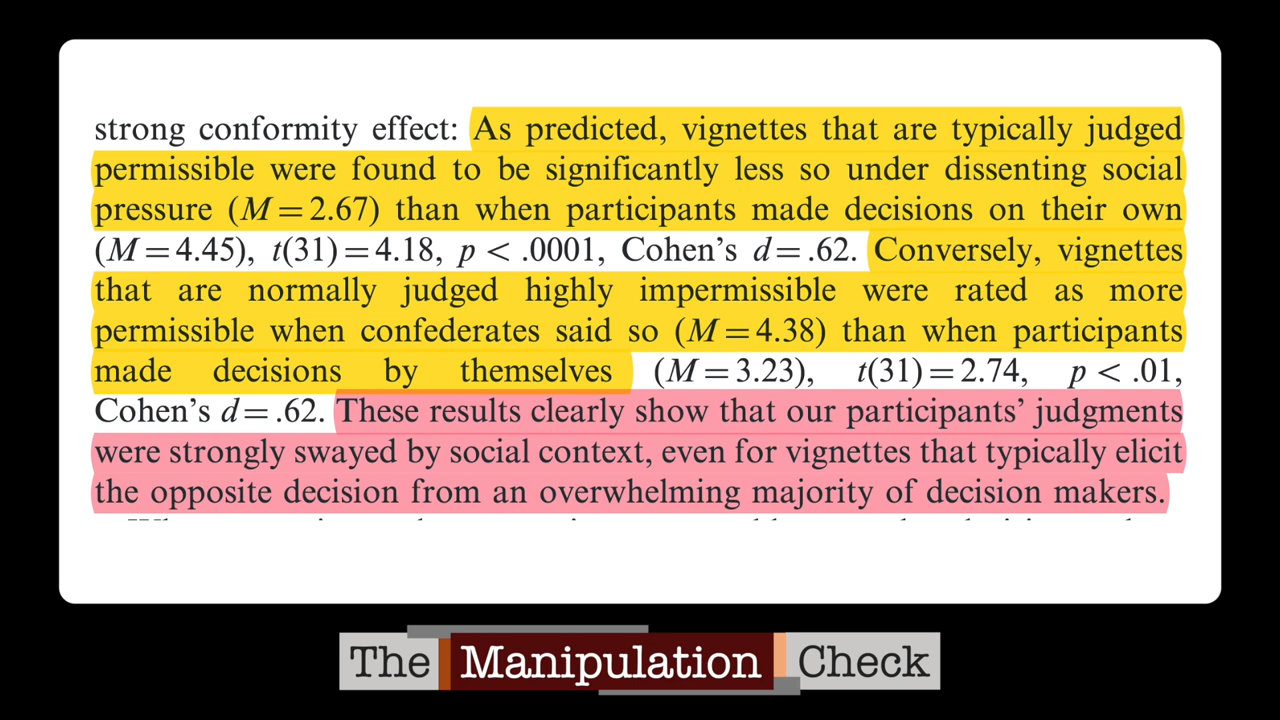 strong conformity effect: As predicted, vignettes that are typically judged
permissible were found to be significantly less so under dissenting social
pressure (M=2.67) than when participants made decisions on their own
(M=4.45), t(31)=4.18, p < .0001, Cohen's d=.62. Conversely, vignettes
that are normally judged highly impermissible were rated as more
permissible when confederates said so (M=4.38) than when participants
made decisions by themselves (M=3.23), t(31)=2.74, p<.01,
Cohen's d=.62. These results clearly show that our participants' judgments
were strongly swayed by social context, even for vignettes that typically elicit
the opposite decision from an overwhelming majority of decision makers.
The Manipulation Check